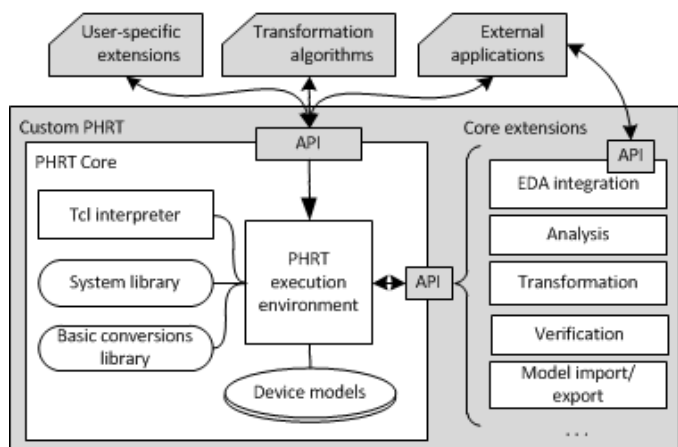 User-specific
extensions
Transformation
algorithms
External
applications
Custom PHRT
API
Core extensions
PHRT Core
API
EDA integration
Tcl interpreter
Analysis
PHRT
execution
environment
System library
API
Transformation
Basic conversions
library
Verification
Device models
Model import/
export
...